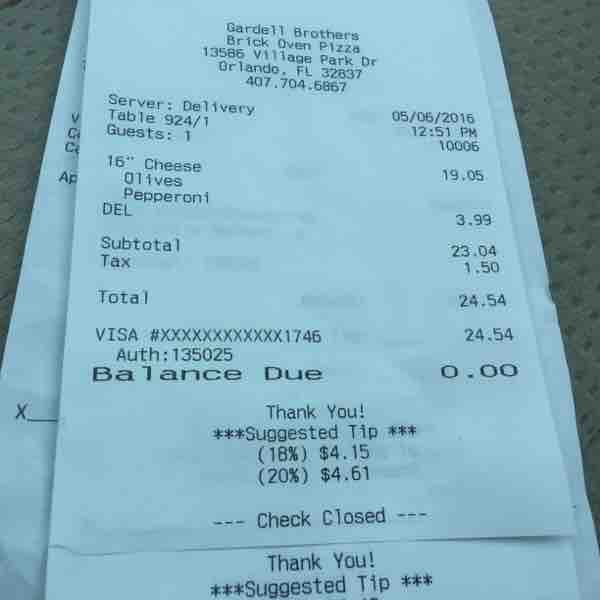 Gardell Brothers
Brick Oven Pizza
13586 Village Park Dr
Orlando, FL 32837
407.704.6867
Server: Delivery 05/06/2016
Table 924/1 12:51 PM
Guests: 1 10006
16" Cheese 19.05
Olives
Pepperoni
DEL 3.99
Subtotal 23.04
Tax 1.50
Total 24.54
VISA #XXXXXXXXXXXX1746 24.54
Auth:135025
Balance Due 0.00
Thank You!
***Suggested Tip ***
(18%) $4.15
(20%) $4.61
--- Check Closed ---
Thank You!
***Suggested Tip ***
V
Ca
Ca
Ap
X